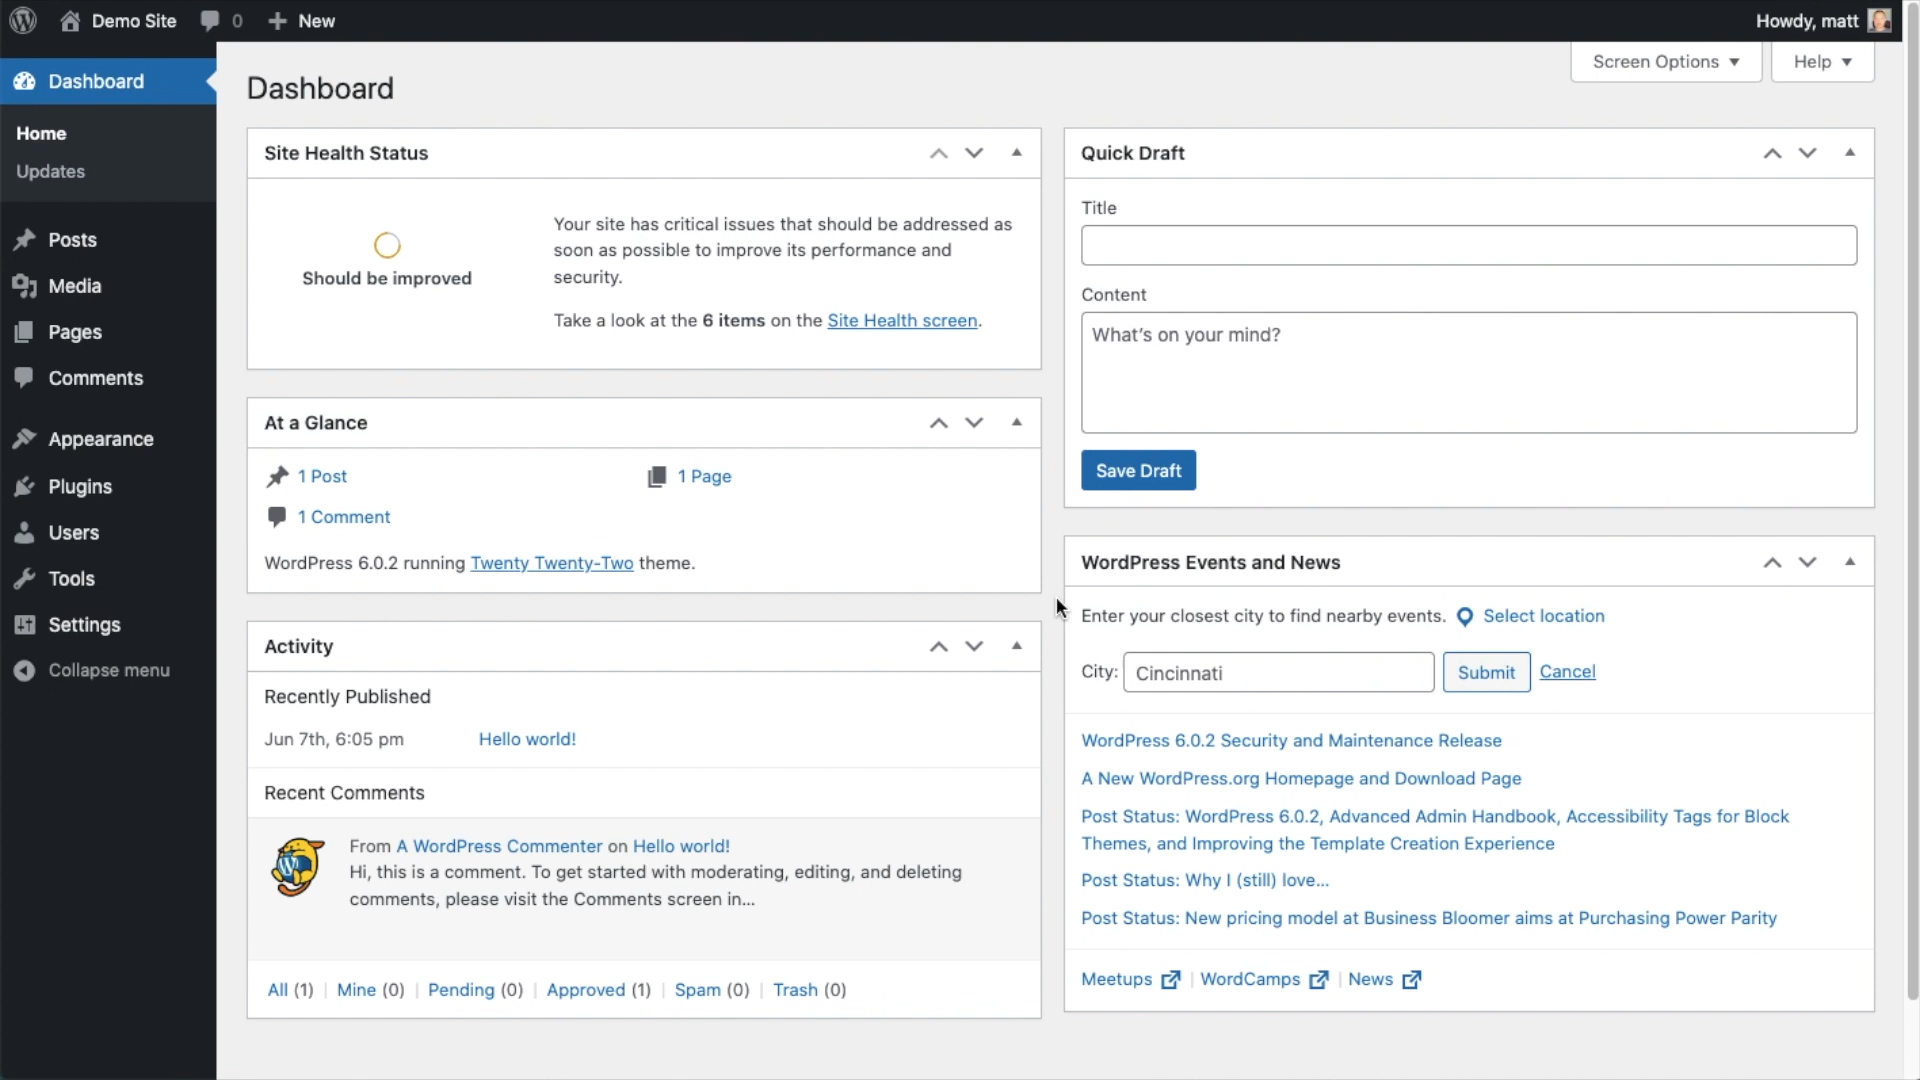 Demo Site 0 New Howdy, matt
Dashboard
Home
Updates
Posts
Media
Pages
Comments
Appearance
Plugins
Users
Tools
Settings
Collapse menu
Screen Options Help
Dashboard
Site Health Status
Should be improved
Your site has critical issues that should be addressed as
soon as possible to improve its performance and
security.
Take a look at the 6 items on the Site Health screen.
At a Glance
1 Post 1 Page
1 Comment
WordPress 6.0.2 running Twenty Twenty-Two theme.
Activity
Recently Published
Jun 7th, 6:05 pm Hello world!
Recent Comments
From A WordPress Commenter on Hello world!
Hi, this is a comment. To get started with moderating, editing, and deleting
comments, please visit the Comments screen in…
All (1) | Mine (0) | Pending (0) | Approved (1) | Spam (0) | Trash (0)
Quick Draft
Title
Content
What’s on your mind?
Save Draft
WordPress Events and News
Enter your closest city to find nearby events. Select location
City: Cincinnati Submit Cancel
WordPress 6.0.2 Security and Maintenance Release
A New WordPress.org Homepage and Download Page
Post Status: WordPress 6.0.2, Advanced Admin Handbook, Accessibility Tags for Block
Themes, and Improving the Template Creation Experience
Post Status: Why I (still) love…
Post Status: New pricing model at Business Bloomer aims at Purchasing Power Parity
Meetups | WordCamps | News